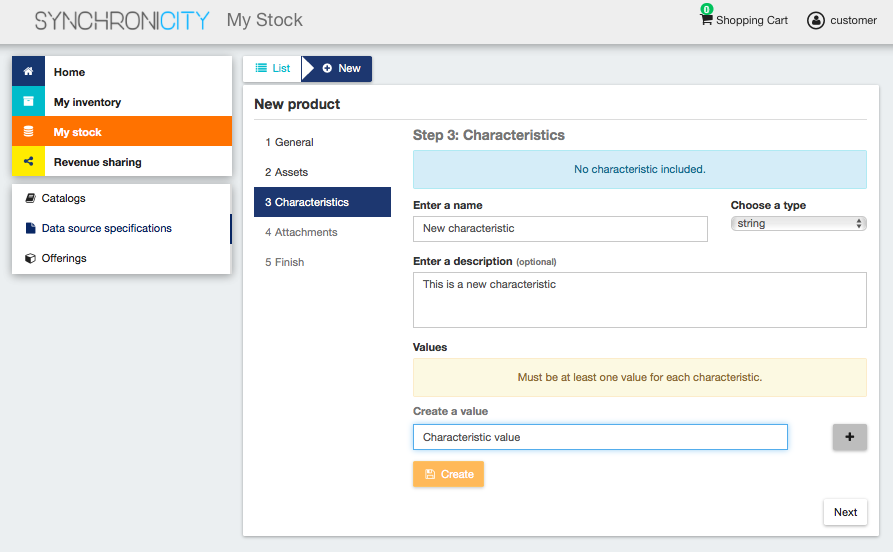 SYNCHRONICITY My Stock
0
Shopping Cart
customer
Home
My inventory
My stock
Revenue sharing
Catalogs
Data source specifications
Offerings
List
New
New product
1 General
2 Assets
3 Characteristics
4 Attachments
5 Finish
Step 3: Characteristics
No characteristic included.
Enter a name
Choose a type
New characteristic
string
Enter a description (optional)
This is a new characteristic
Values
Must be at least one value for each characteristic.
Create a value
Characteristic value
Create
Next